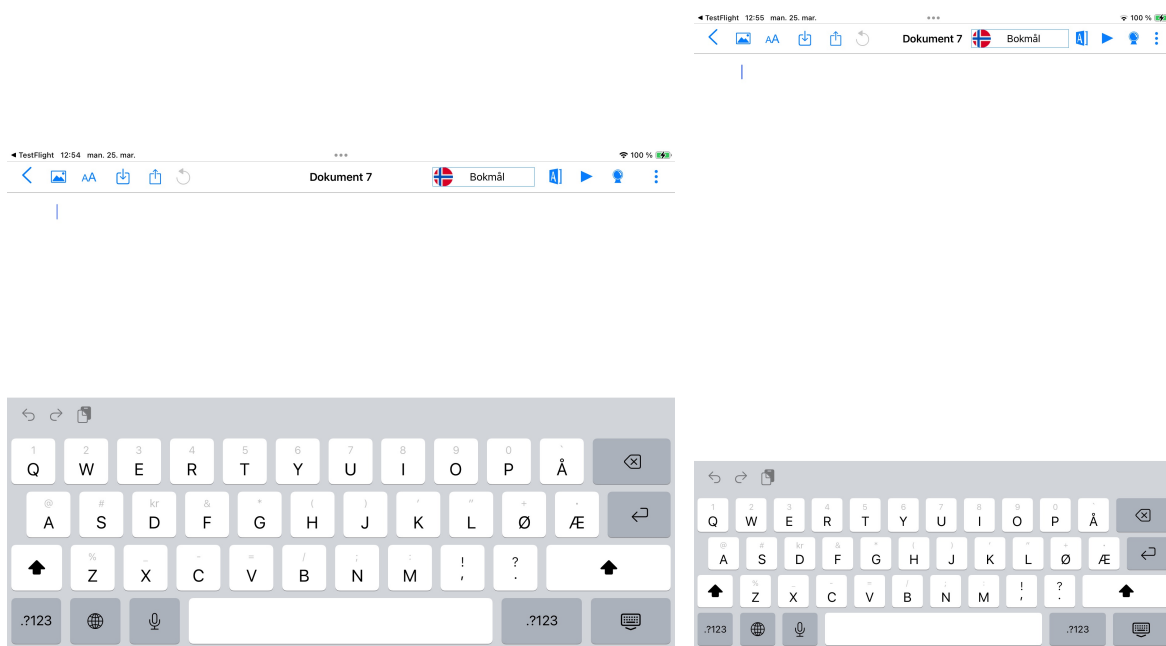 TestFlight 12:54 man. 25. mar. 100 %
Dokument 7 Bokmål
AA A
1 2 3 4 5 6 7 8 9 0 `
Q W E R T Y U I O P Å
@ # kr & * ( ) ' " +
A S D F G H J K L Ø Æ
% _ - = / ; : ! ?
Z X C V B N M , .
.?123 .?123
TestFlight 12:55 man. 25. mar. 100 %
AA Dokument 7 Bokmål A
1 2 3 4 5 6 7 8 9 0 `
Q W E R T Y U I O P Å
@ # kr & * ( ) ' " +
A S D F G H J K L Ø Æ
% _ - = / ; : ! ?
Z X C V B N M , .
.?123 .?123